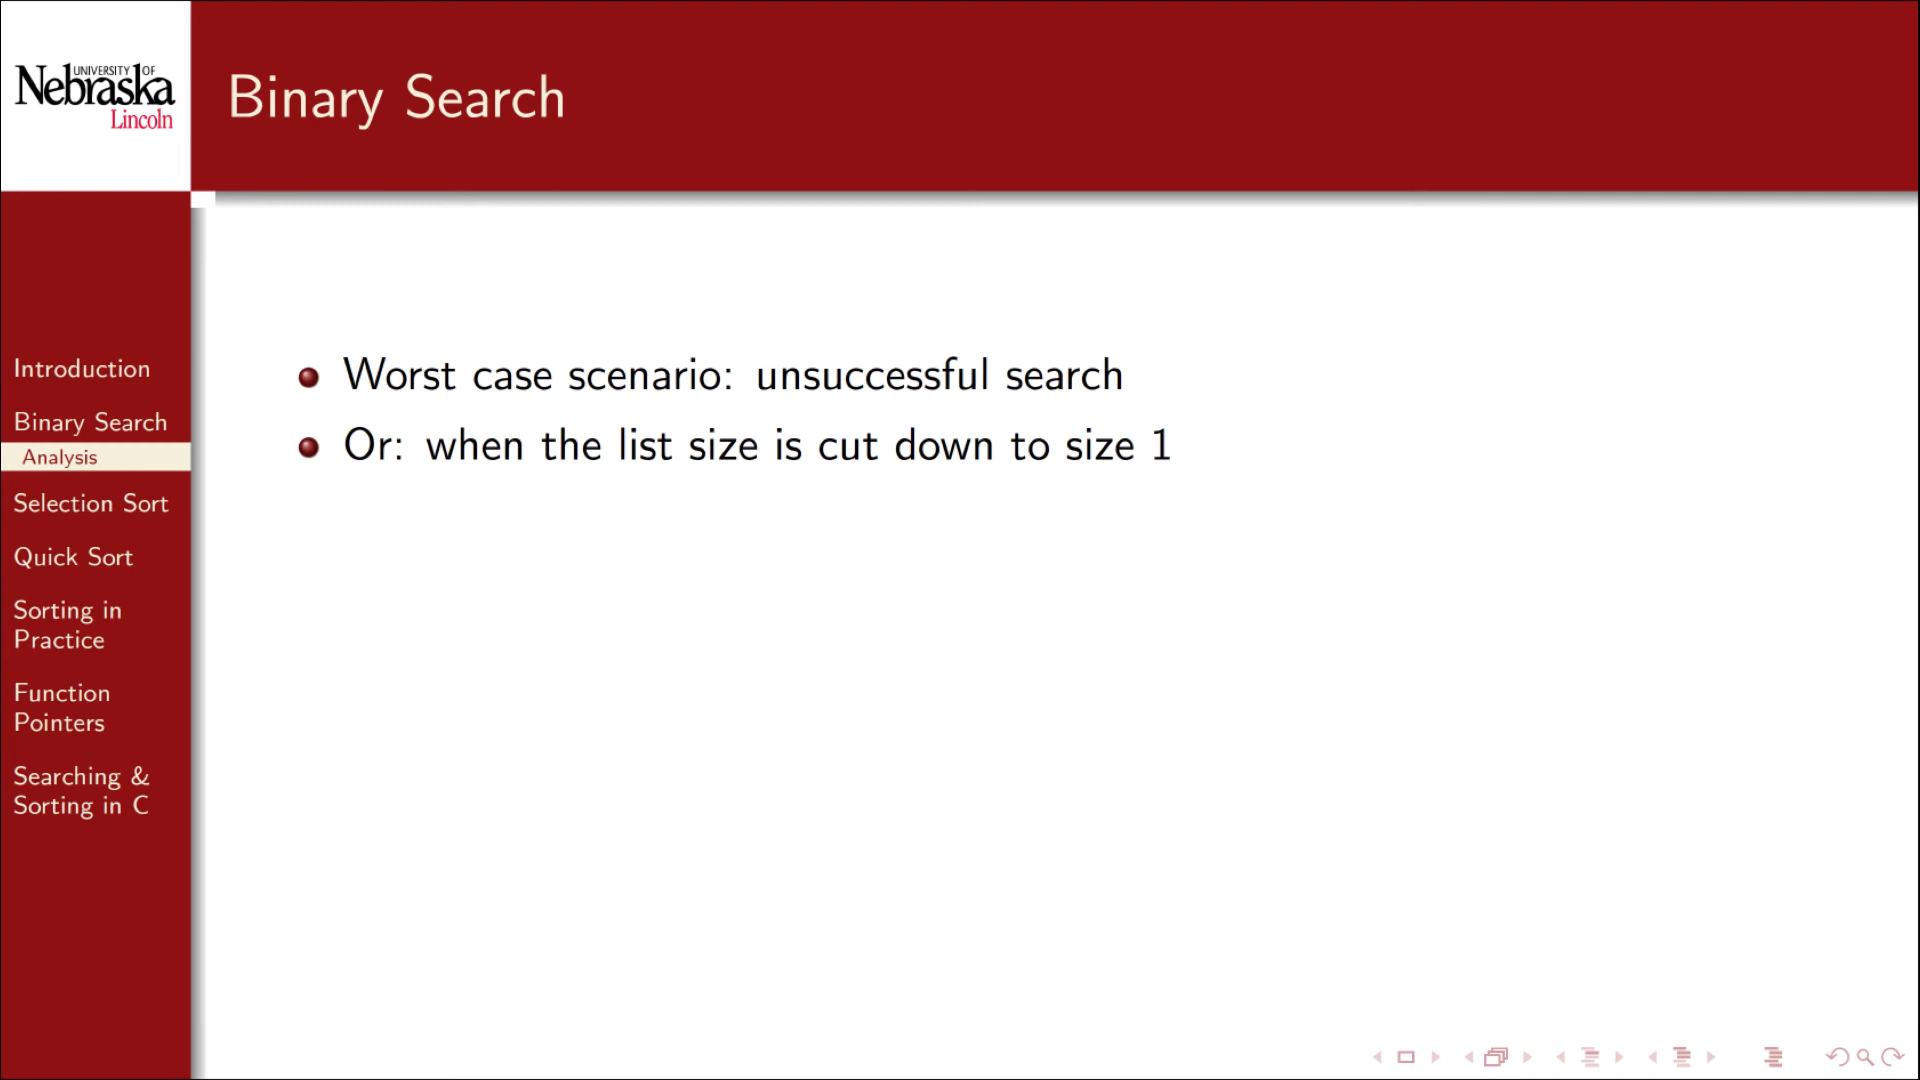 UNIVERSITY OF
Nebraska
Lincoln
Binary Search
Introduction
Binary Search
Analysis
Selection Sort
Quick Sort
Sorting in
Practice
Function
Pointers
Searching &
Sorting in C
Worst case scenario: unsuccessful search
Or: when the list size is cut down to size 1